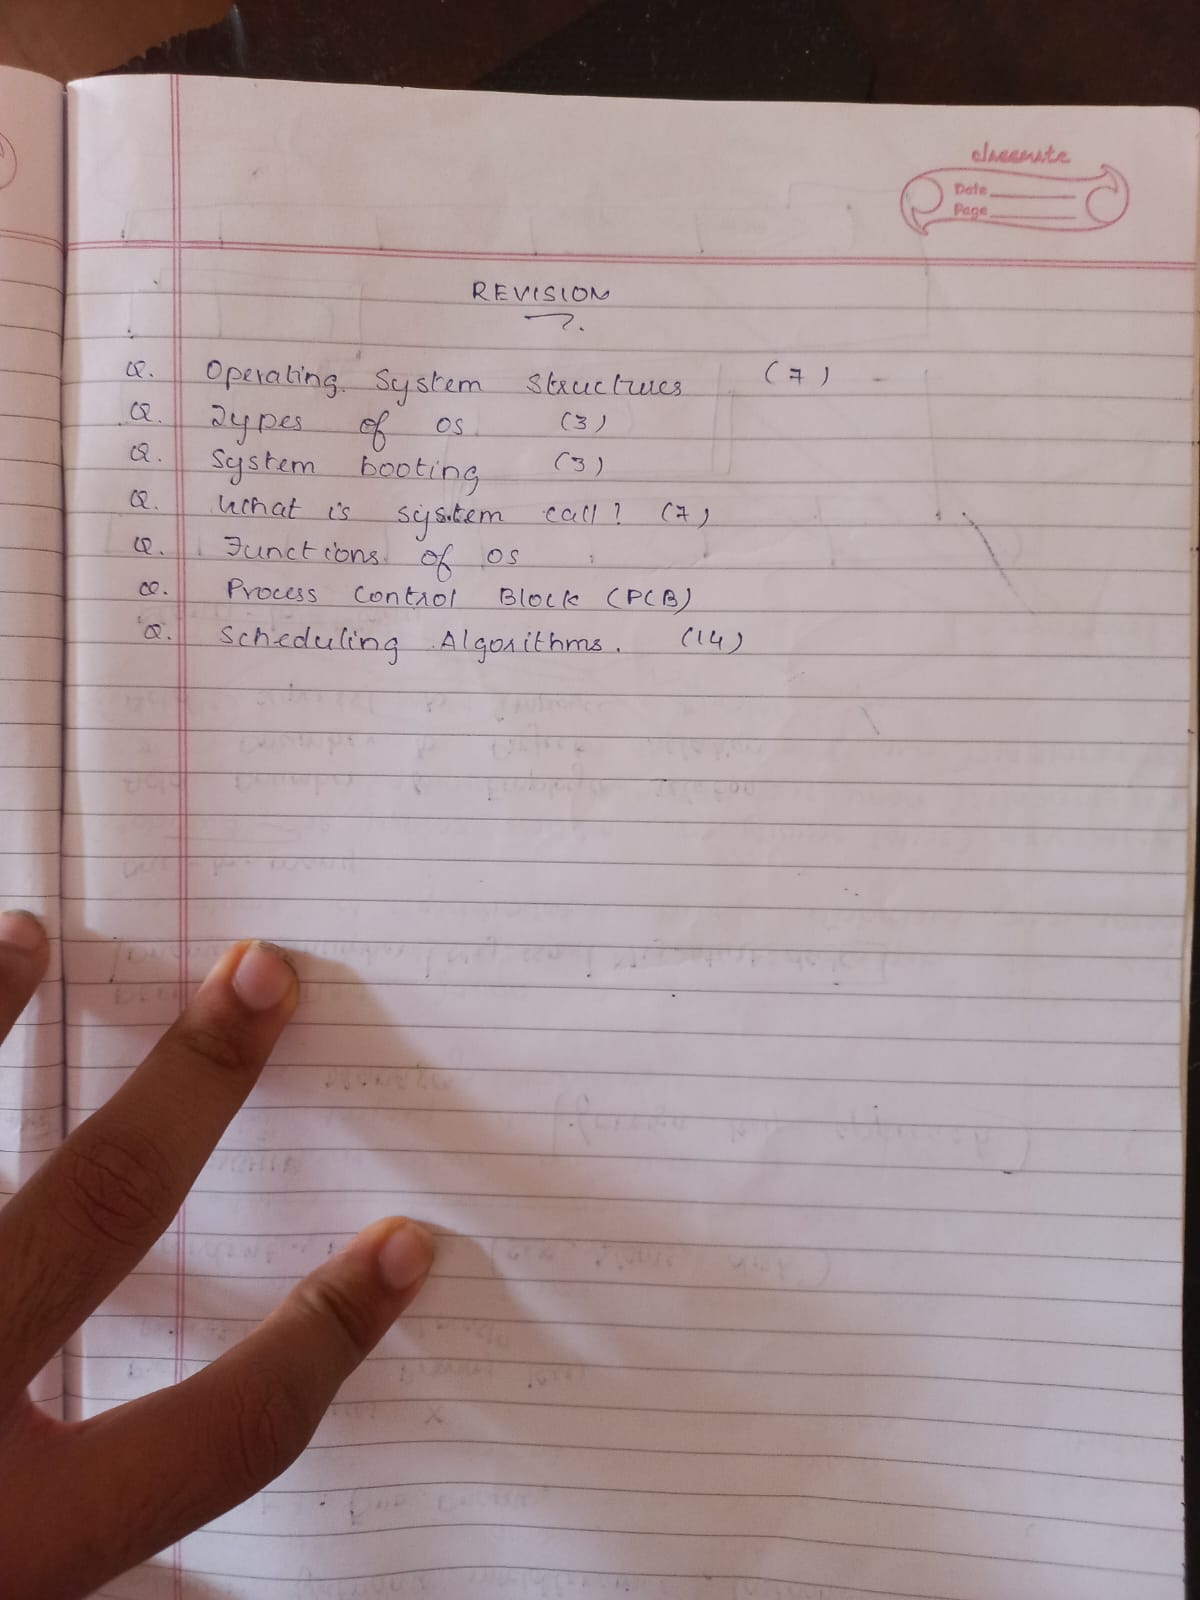 classmate
Date
Page
REVISION
Q. Operating System Structrues (7)
Q. Types of OS (3)
Q. System booting (3)
Q. What is system call? (7)
Q. Functions of OS
Q. Process Control Block (PCB)
Q. Scheduling Algorithms. (14)